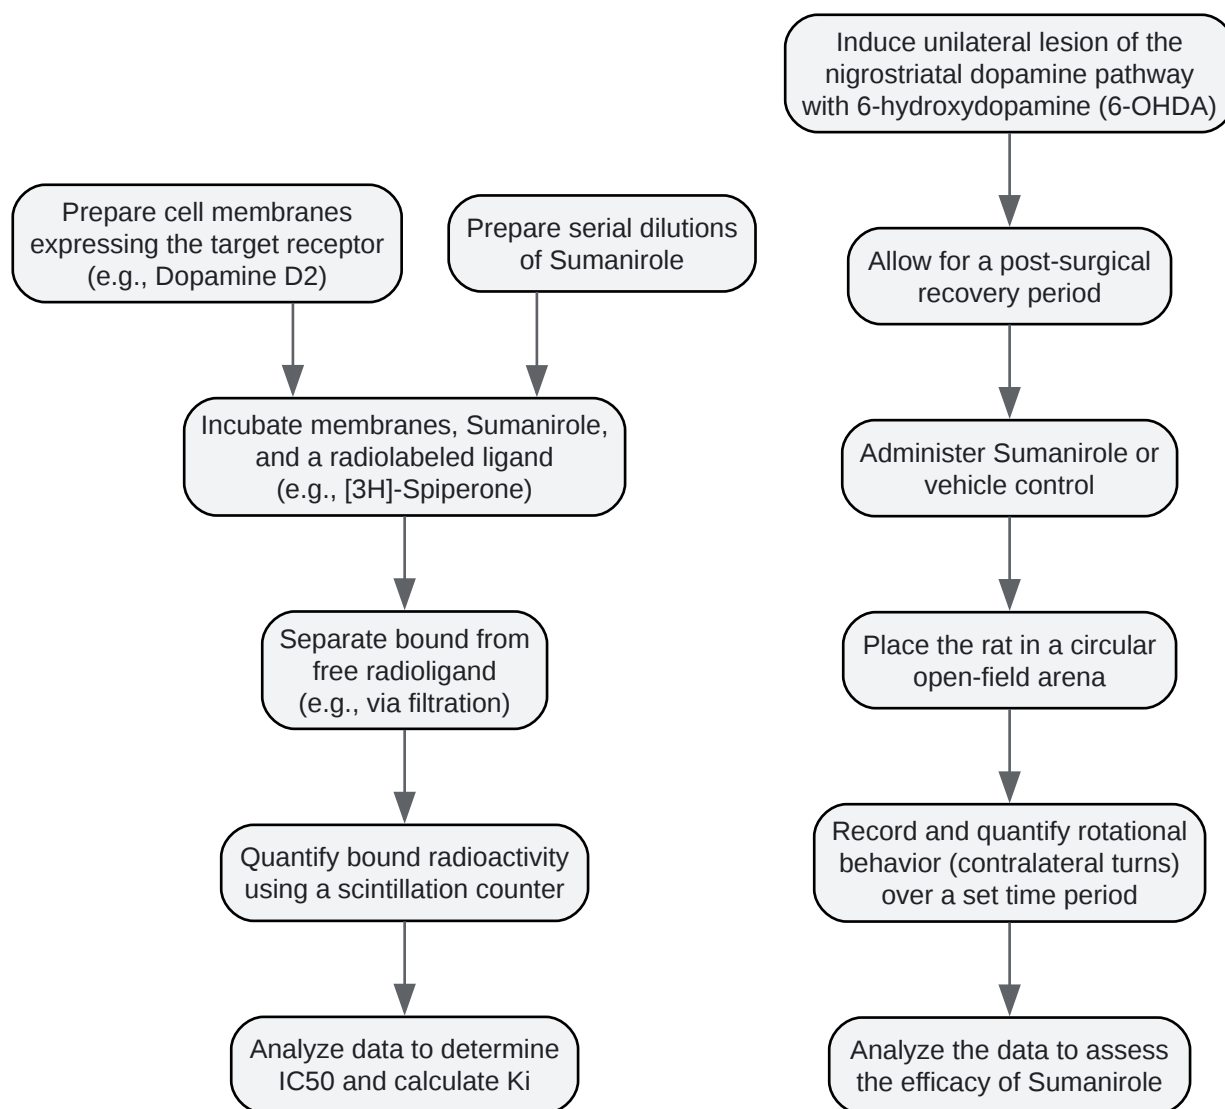 Prepare cell membranes
expressing the target receptor
(e.g., Dopamine D2)
Prepare serial dilutions
of Sumanirole
Incubate membranes, Sumanirole,
and a radiolabeled ligand
(e.g., [3H]-Spiperone)
Separate bound from
free radioligand
(e.g., via filtration)
Quantify bound radioactivity
using a scintillation counter
Analyze data to determine
IC50 and calculate Ki
Induce unilateral lesion of the
nigrostriatal dopamine pathway
with 6-hydroxydopamine (6-OHDA)
Allow for a post-surgical
recovery period
Administer Sumanirole or
vehicle control
Place the rat in a circular
open-field arena
Record and quantify rotational
behavior (contralateral turns)
over a set time period
Analyze the data to assess
the efficacy of Sumanirole